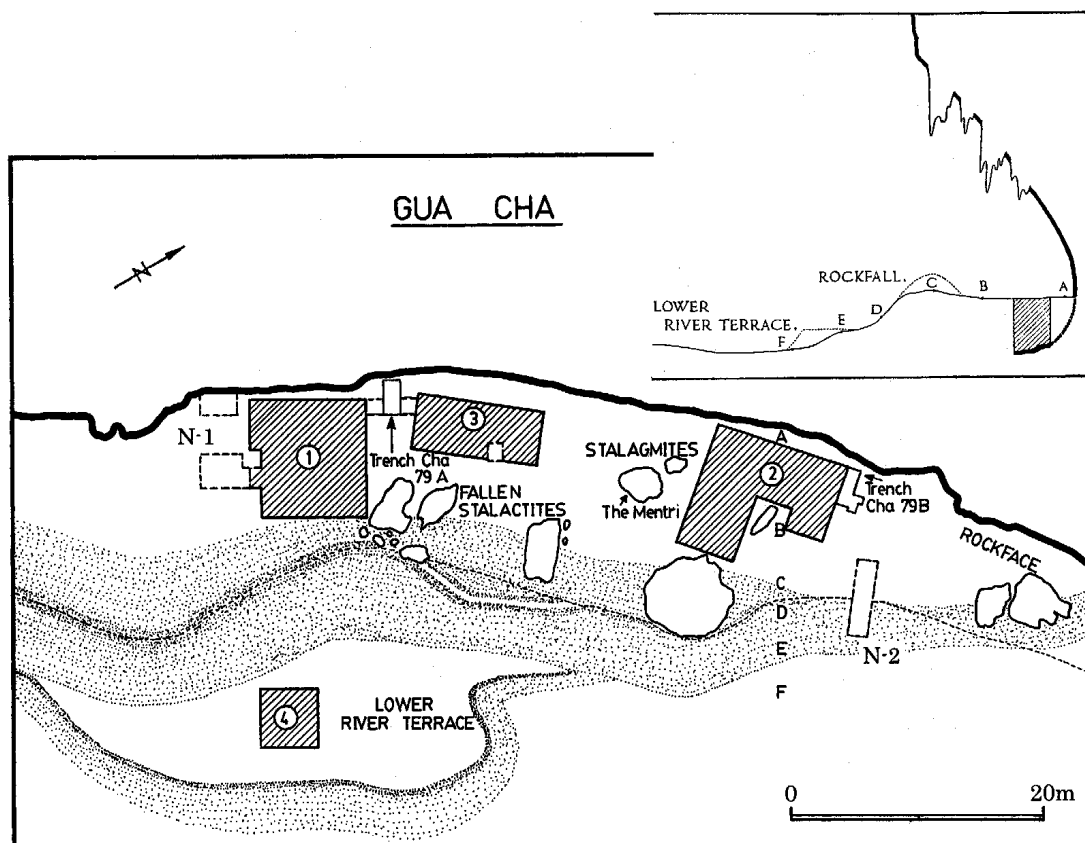 GUA CHA
N
ROCKFALL.
C
B
A
LOWER
RIVER TERRACE.
D
E
F
N-1
1
Trench Cha
79 A
3
FALLEN
STALACTITES
STALAGMITES
The Mentri
A
2
B
Trench
Cha 79B
ROCKFACE
C
D
E
F
N-2
4
LOWER
RIVER TERRACE
0
20m